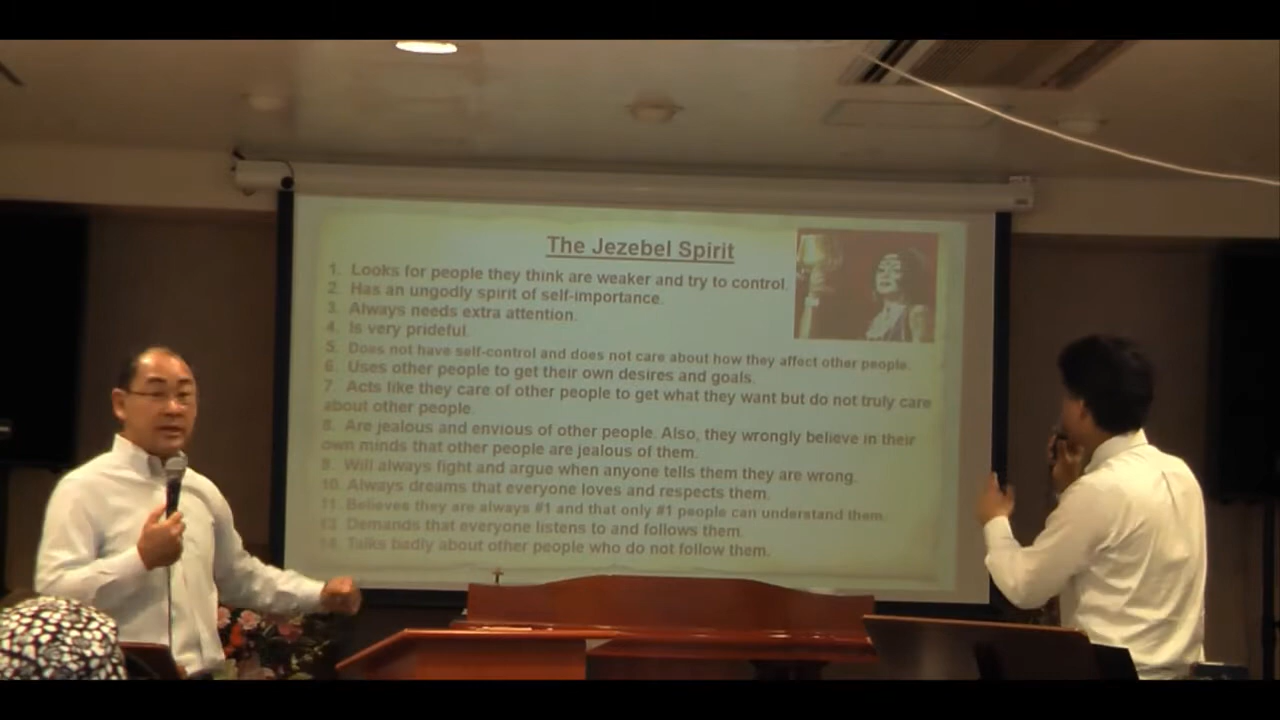 The Jezebel Spirit
1. Looks for people they think are weaker and try to control.
2. Has an ungodly spirit of self-importance.
3. Always needs extra attention.
4. Is very prideful.
5. Does not have self-control and does not care about how they affect other people.
6. Uses other people to get their own desires and goals.
7. Acts like they care of other people to get what they want but do not truly care
about other people.
8. Are jealous and envious of other people. Also, they wrongly believe in their
own minds that other people are jealous of them.
9. Will always fight and argue when anyone tells them they are wrong.
10. Always dreams that everyone loves and respects them.
11. Believes they are always #1 and that only #1 people can understand them.
13. Demands that everyone listens to and follows them.
14. Talks badly about other people who do not follow them.